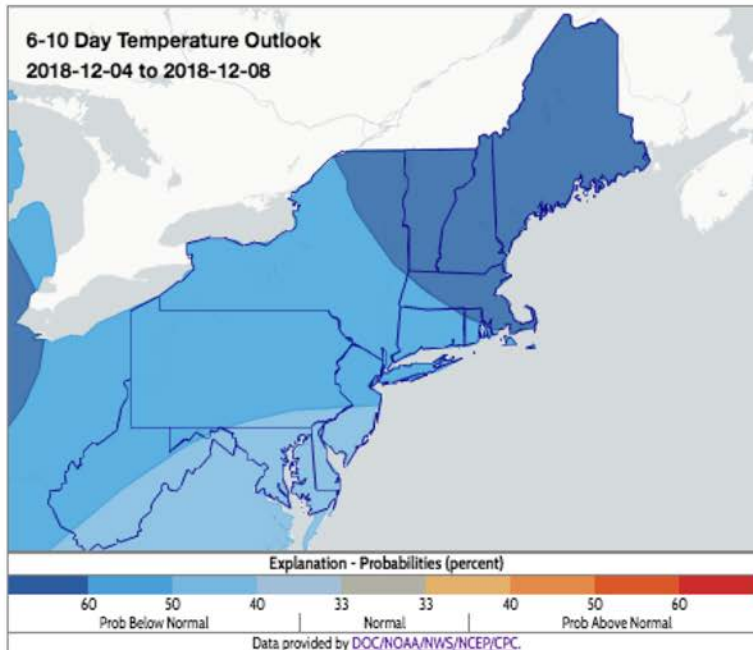 6-10 Day Temperature Outlook
2018-12-04 to 2018-12-08
Explanation - Probabilities (percent)
60 50 40 33 33 40 50 60
Prob Below Normal Normal Prob Above Normal
Data provided by DOC/NOAA/NWS/NCEP/CPC.